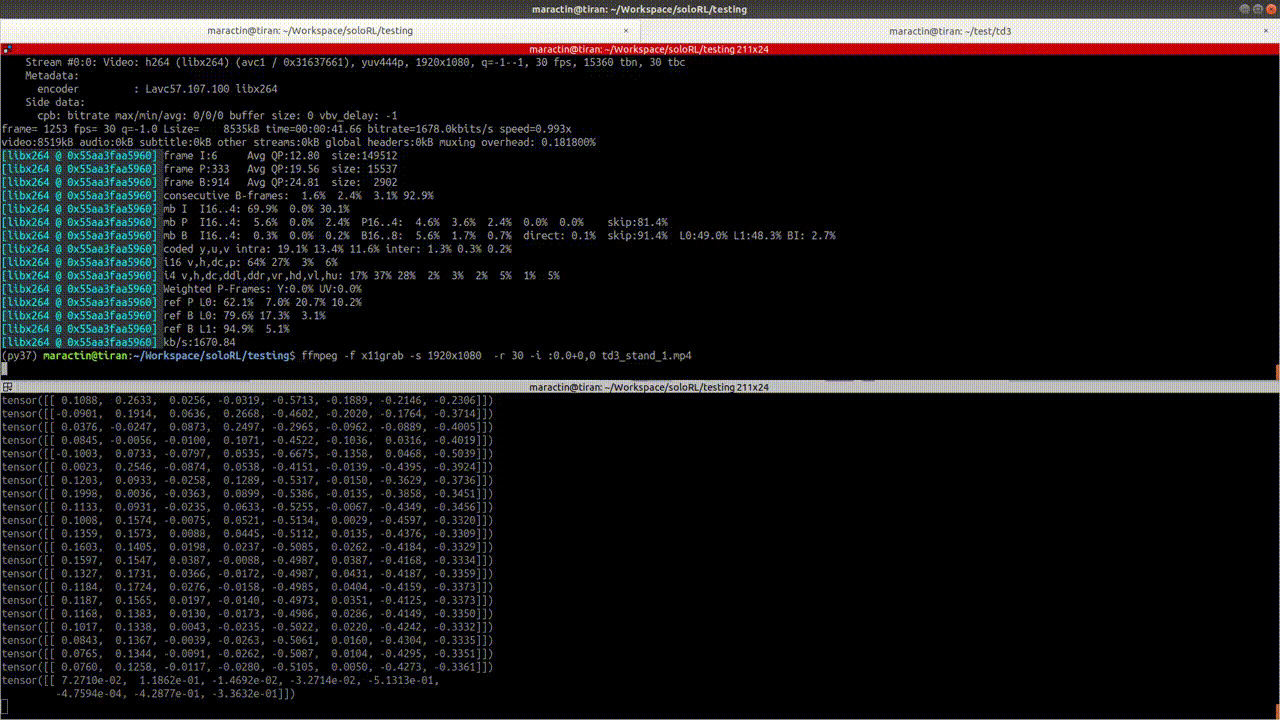 maractin@tiran: ~/Workspace/soloRL/testing
maractin@tiran: ~/Workspace/soloRL/testing × maractin@tiran: ~/test/td3 ×
maractin@tiran: ~/Workspace/soloRL/testing 211x24
Stream #0:0: Video: h264 (libx264) (avc1 / 0x31637661), yuv444p, 1920x1080, q=-1--1, 30 fps, 15360 tbn, 30 tbc
Metadata:
encoder : Lavc57.107.100 libx264
Side data:
cpb: bitrate max/min/avg: 0/0/0 buffer size: 0 vbv_delay: -1
frame= 1253 fps= 30 q=-1.0 Lsize= 8535kB time=00:00:41.66 bitrate=1678.0kbits/s speed=0.993x
video:8519kB audio:0kB subtitle:0kB other streams:0kB global headers:0kB muxing overhead: 0.181800%
[libx264 @ 0x55aa3faa5960] frame I:6 Avg QP:12.80 size:149512
[libx264 @ 0x55aa3faa5960] frame P:333 Avg QP:19.56 size: 15537
[libx264 @ 0x55aa3faa5960] frame B:914 Avg QP:24.81 size: 2902
[libx264 @ 0x55aa3faa5960] consecutive B-frames: 1.6% 2.4% 3.1% 92.9%
[libx264 @ 0x55aa3faa5960] mb I I16..4: 69.9% 0.0% 30.1%
[libx264 @ 0x55aa3faa5960] mb P I16..4: 5.6% 0.0% 2.4% P16..4: 4.6% 3.6% 2.4% 0.0% 0.0% skip:81.4%
[libx264 @ 0x55aa3faa5960] mb B I16..4: 0.3% 0.0% 0.2% B16..8: 5.6% 1.7% 0.7% direct: 0.1% skip:91.4% L0:49.0% L1:48.3% BI: 2.7%
[libx264 @ 0x55aa3faa5960] coded y,u,v intra: 19.1% 13.4% 11.6% inter: 1.3% 0.3% 0.2%
[libx264 @ 0x55aa3faa5960] i16 v,h,dc,p: 64% 27% 3% 6%
[libx264 @ 0x55aa3faa5960] i4 v,h,dc,ddl,ddr,vr,hd,vl,hu: 17% 37% 28% 2% 3% 2% 5% 1% 5%
[libx264 @ 0x55aa3faa5960] Weighted P-Frames: Y:0.0% UV:0.0%
[libx264 @ 0x55aa3faa5960] ref P L0: 62.1% 7.0% 20.7% 10.2%
[libx264 @ 0x55aa3faa5960] ref B L0: 79.6% 17.3% 3.1%
[libx264 @ 0x55aa3faa5960] ref B L1: 94.9% 5.1%
[libx264 @ 0x55aa3faa5960] kb/s:1670.84
(py37) maractin@tiran:~/Workspace/soloRL/testing$ ffmpeg -f x11grab -s 1920x1080 -r 30 -i :0.0+0,0 td3_stand_1.mp4
maractin@tiran: ~/Workspace/soloRL/testing 211x24
tensor([[ 0.1088, 0.2633, 0.0256, -0.0319, -0.5713, -0.1889, -0.2146, -0.2306]])
tensor([[-0.0901, 0.1914, 0.0636, 0.2668, -0.4602, -0.2020, -0.1764, -0.3714]])
tensor([[ 0.0376, -0.0247, 0.0873, 0.2497, -0.2965, -0.0962, -0.0889, -0.4005]])
tensor([[ 0.0845, -0.0056, -0.0100, 0.1071, -0.4522, -0.1036, 0.0316, -0.4019]])
tensor([[-0.1003, 0.0733, -0.0797, 0.0535, -0.6675, -0.1358, 0.0468, -0.5039]])
tensor([[ 0.0023, 0.2546, -0.0874, 0.0538, -0.4151, -0.0139, -0.4395, -0.3924]])
tensor([[ 0.1203, 0.0933, -0.0258, 0.1289, -0.5317, -0.0150, -0.3629, -0.3736]])
tensor([[ 0.1998, 0.0036, -0.0363, 0.0899, -0.5386, -0.0135, -0.3858, -0.3451]])
tensor([[ 0.1133, 0.0931, -0.0235, 0.0633, -0.5255, -0.0067, -0.4349, -0.3456]])
tensor([[ 0.1008, 0.1574, -0.0075, 0.0521, -0.5134, 0.0029, -0.4597, -0.3320]])
tensor([[ 0.1359, 0.1573, 0.0088, 0.0445, -0.5112, 0.0135, -0.4376, -0.3309]])
tensor([[ 0.1603, 0.1405, 0.0198, 0.0237, -0.5085, 0.0262, -0.4184, -0.3329]])
tensor([[ 0.1597, 0.1547, 0.0387, -0.0088, -0.4987, 0.0387, -0.4168, -0.3334]])
tensor([[ 0.1327, 0.1731, 0.0366, -0.0172, -0.4987, 0.0431, -0.4187, -0.3359]])
tensor([[ 0.1184, 0.1724, 0.0276, -0.0158, -0.4985, 0.0404, -0.4159, -0.3373]])
tensor([[ 0.1187, 0.1565, 0.0197, -0.0140, -0.4973, 0.0351, -0.4125, -0.3373]])
tensor([[ 0.1168, 0.1383, 0.0130, -0.0173, -0.4986, 0.0286, -0.4149, -0.3350]])
tensor([[ 0.1017, 0.1338, 0.0043, -0.0235, -0.5022, 0.0220, -0.4242, -0.3332]])
tensor([[ 0.0843, 0.1367, -0.0039, -0.0263, -0.5061, 0.0160, -0.4304, -0.3335]])
tensor([[ 0.0765, 0.1344, -0.0091, -0.0262, -0.5087, 0.0104, -0.4295, -0.3351]])
tensor([[ 0.0760, 0.1258, -0.0117, -0.0280, -0.5105, 0.0050, -0.4273, -0.3361]])
tensor([[ 7.2710e-02, 1.1862e-01, -1.4692e-02, -3.2714e-02, -5.1313e-01,
-4.7594e-04, -4.2877e-01, -3.3632e-01]])